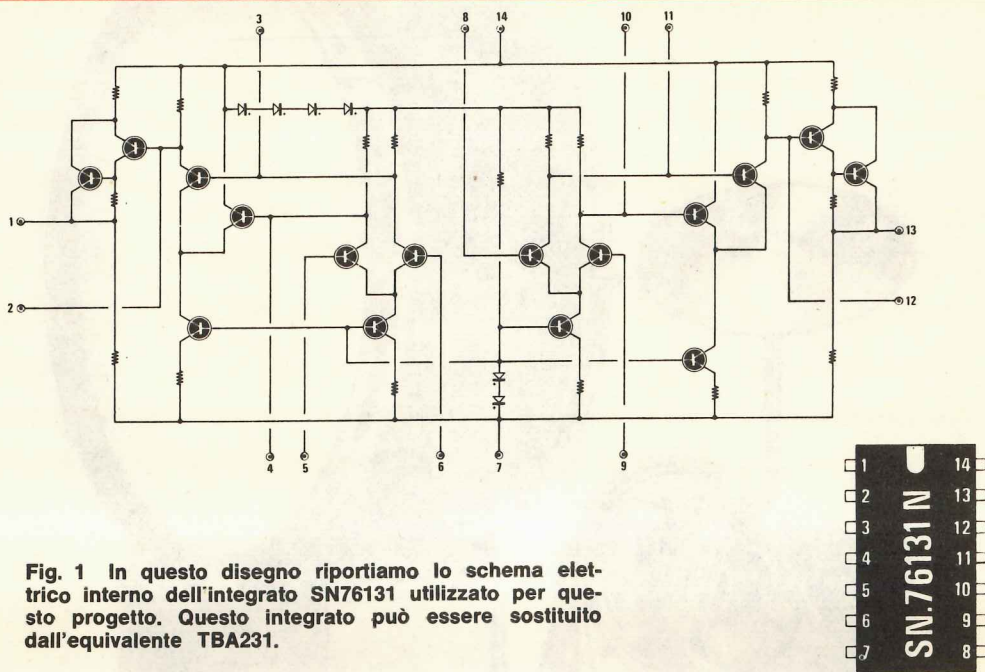 3 8 14 10 11
1 13
2 12
4 5 6 7 9
Fig. 1 In questo disegno riportiamo lo schema elet-
trico interno dell'integrato SN76131 utilizzato per que-
sto progetto. Questo integrato può essere sostituito
dall'equivalente TBA231.
1 14
2 13
3 12
4 11
5 10
6 9
7 8
SN.76131 N